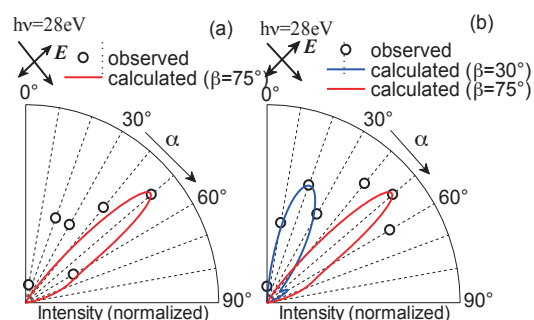 (a)
hν=28eV
E
observed
calculated (β=75°)
0°
30°
α
60°
90°
Intensity (normalized)
(b)
hν=28eV
E
observed
calculated (β=30°)
calculated (β=75°)
0°
30°
α
60°
90°
Intensity (normalized)